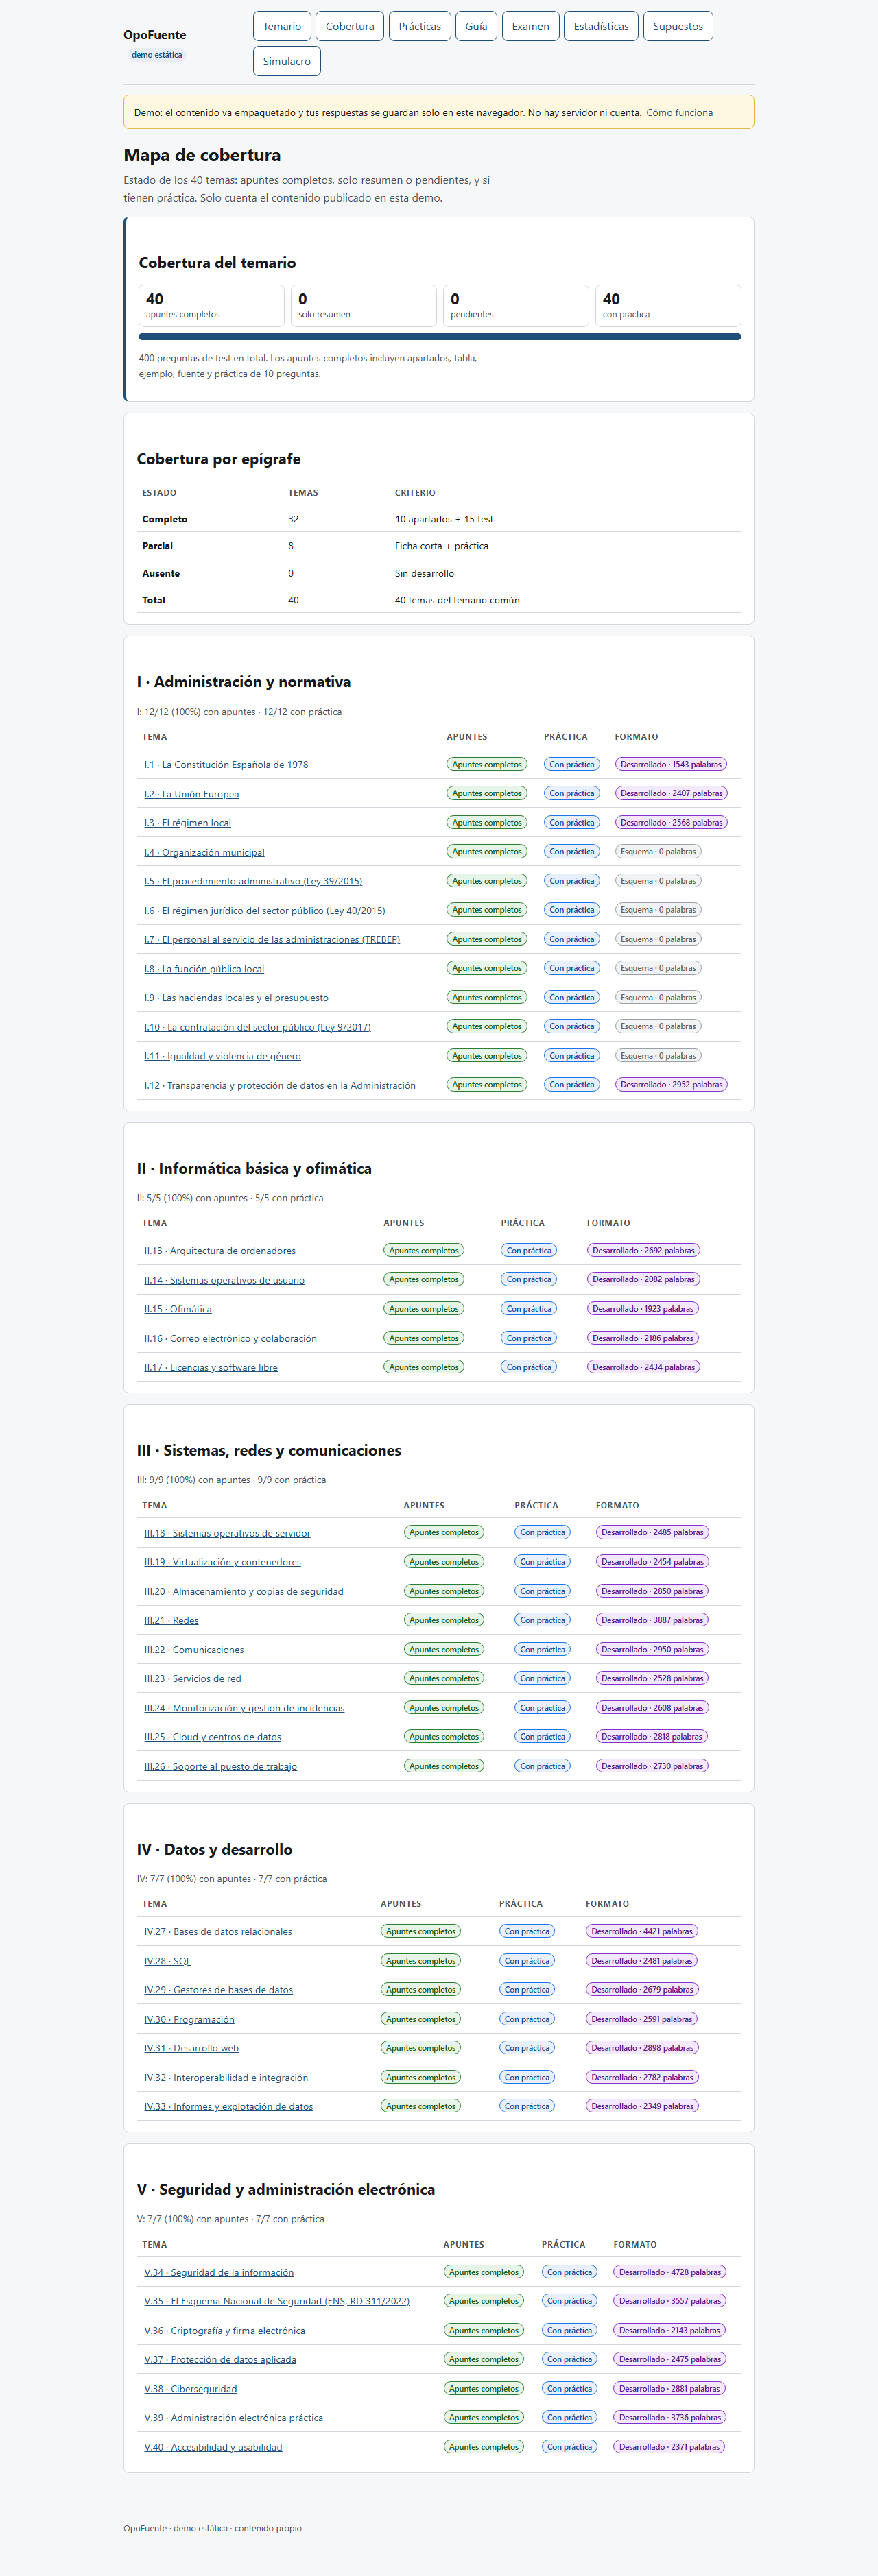 OpoFuente
demo estática
Temario
Cobertura
Prácticas
Guía
Examen
Estadísticas
Supuestos
Simulacro
Demo: el contenido va empaquetado y tus respuestas se guardan solo en este navegador. No hay servidor ni cuenta. Cómo funciona
Mapa de cobertura
Estado de los 40 temas: apuntes completos, solo resumen o pendientes, y si
tienen práctica. Solo cuenta el contenido publicado en esta demo.
Cobertura del temario
40 0 0 40
apuntes completos solo resumen pendientes con práctica
400 preguntas de test en total. Los apuntes completos incluyen apartados, tabla,
ejemplo, fuente y práctica de 10 preguntas.
Cobertura por epígrafe
ESTADO TEMAS CRITERIO
Completo 32 10 apartados + 15 test
Parcial 8 Ficha corta + práctica
Ausente 0 Sin desarrollo
Total 40 40 temas del temario común
I · Administración y normativa
I: 12/12 (100%) con apuntes · 12/12 con práctica
TEMA APUNTES PRÁCTICA FORMATO
I.1 · La Constitución Española de 1978 Apuntes completos Con práctica Desarrollado · 1543 palabras
I.2 · La Unión Europea Apuntes completos Con práctica Desarrollado · 2407 palabras
I.3 · El régimen local Apuntes completos Con práctica Desarrollado · 2568 palabras
I.4 · Organización municipal Apuntes completos Con práctica Esquema · 0 palabras
I.5 · El procedimiento administrativo (Ley 39/2015) Apuntes completos Con práctica Esquema · 0 palabras
I.6 · El régimen jurídico del sector público (Ley 40/2015) Apuntes completos Con práctica Esquema · 0 palabras
I.7 · El personal al servicio de las administraciones (TREBEP) Apuntes completos Con práctica Esquema · 0 palabras
I.8 · La función pública local Apuntes completos Con práctica Esquema · 0 palabras
I.9 · Las haciendas locales y el presupuesto Apuntes completos Con práctica Esquema · 0 palabras
I.10 · La contratación del sector público (Ley 9/2017) Apuntes completos Con práctica Esquema · 0 palabras
I.11 · Igualdad y violencia de género Apuntes completos Con práctica Esquema · 0 palabras
I.12 · Transparencia y protección de datos en la Administración Apuntes completos Con práctica Desarrollado · 2952 palabras
II · Informática básica y ofimática
II: 5/5 (100%) con apuntes · 5/5 con práctica
TEMA APUNTES PRÁCTICA FORMATO
II.13 · Arquitectura de ordenadores Apuntes completos Con práctica Desarrollado · 2692 palabras
II.14 · Sistemas operativos de usuario Apuntes completos Con práctica Desarrollado · 2082 palabras
II.15 · Ofimática Apuntes completos Con práctica Desarrollado · 1923 palabras
II.16 · Correo electrónico y colaboración Apuntes completos Con práctica Desarrollado · 2186 palabras
II.17 · Licencias y software libre Apuntes completos Con práctica Desarrollado · 2434 palabras
III · Sistemas, redes y comunicaciones
III: 9/9 (100%) con apuntes · 9/9 con práctica
TEMA APUNTES PRÁCTICA FORMATO
III.18 · Sistemas operativos de servidor Apuntes completos Con práctica Desarrollado · 2485 palabras
III.19 · Virtualización y contenedores Apuntes completos Con práctica Desarrollado · 2454 palabras
III.20 · Almacenamiento y copias de seguridad Apuntes completos Con práctica Desarrollado · 2850 palabras
III.21 · Redes Apuntes completos Con práctica Desarrollado · 3887 palabras
III.22 · Comunicaciones Apuntes completos Con práctica Desarrollado · 2950 palabras
III.23 · Servicios de red Apuntes completos Con práctica Desarrollado · 2528 palabras
III.24 · Monitorización y gestión de incidencias Apuntes completos Con práctica Desarrollado · 2608 palabras
III.25 · Cloud y centros de datos Apuntes completos Con práctica Desarrollado · 2818 palabras
III.26 · Soporte al puesto de trabajo Apuntes completos Con práctica Desarrollado · 2730 palabras
IV · Datos y desarrollo
IV: 7/7 (100%) con apuntes · 7/7 con práctica
TEMA APUNTES PRÁCTICA FORMATO
IV.27 · Bases de datos relacionales Apuntes completos Con práctica Desarrollado · 4421 palabras
IV.28 · SQL Apuntes completos Con práctica Desarrollado · 2481 palabras
IV.29 · Gestores de bases de datos Apuntes completos Con práctica Desarrollado · 2679 palabras
IV.30 · Programación Apuntes completos Con práctica Desarrollado · 2591 palabras
IV.31 · Desarrollo web Apuntes completos Con práctica Desarrollado · 2898 palabras
IV.32 · Interoperabilidad e integración Apuntes completos Con práctica Desarrollado · 2782 palabras
IV.33 · Informes y explotación de datos Apuntes completos Con práctica Desarrollado · 2349 palabras
V · Seguridad y administración electrónica
V: 7/7 (100%) con apuntes · 7/7 con práctica
TEMA APUNTES PRÁCTICA FORMATO
V.34 · Seguridad de la información Apuntes completos Con práctica Desarrollado · 4728 palabras
V.35 · El Esquema Nacional de Seguridad (ENS, RD 311/2022) Apuntes completos Con práctica Desarrollado · 3557 palabras
V.36 · Criptografía y firma electrónica Apuntes completos Con práctica Desarrollado · 2143 palabras
V.37 · Protección de datos aplicada Apuntes completos Con práctica Desarrollado · 2475 palabras
V.38 · Ciberseguridad Apuntes completos Con práctica Desarrollado · 2881 palabras
V.39 · Administración electrónica práctica Apuntes completos Con práctica Desarrollado · 3736 palabras
V.40 · Accesibilidad y usabilidad Apuntes completos Con práctica Desarrollado · 2371 palabras
OpoFuente · demo estática · contenido propio